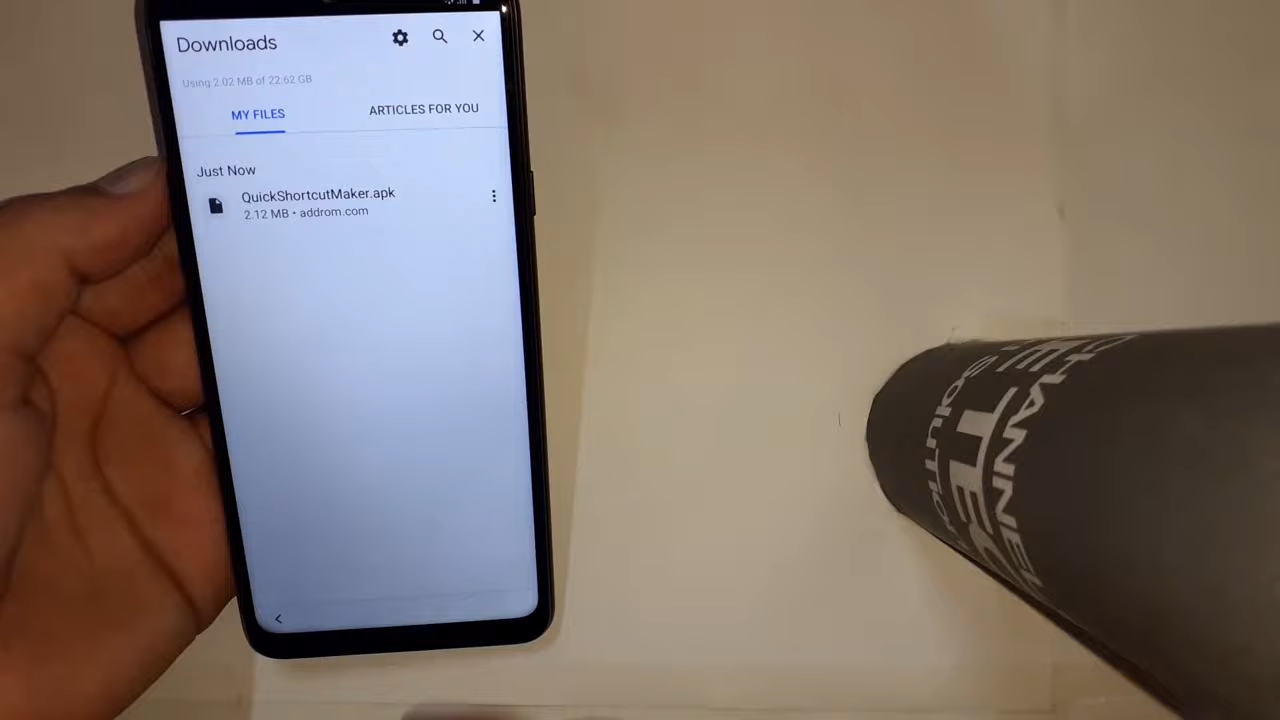 Downloads
Using 2.02 MB of 22.62 GB
MY FILES
ARTICLES FOR YOU
Just Now
QuickShortcutMaker.apk
2.12 MB • addrom.com
CHANNEL